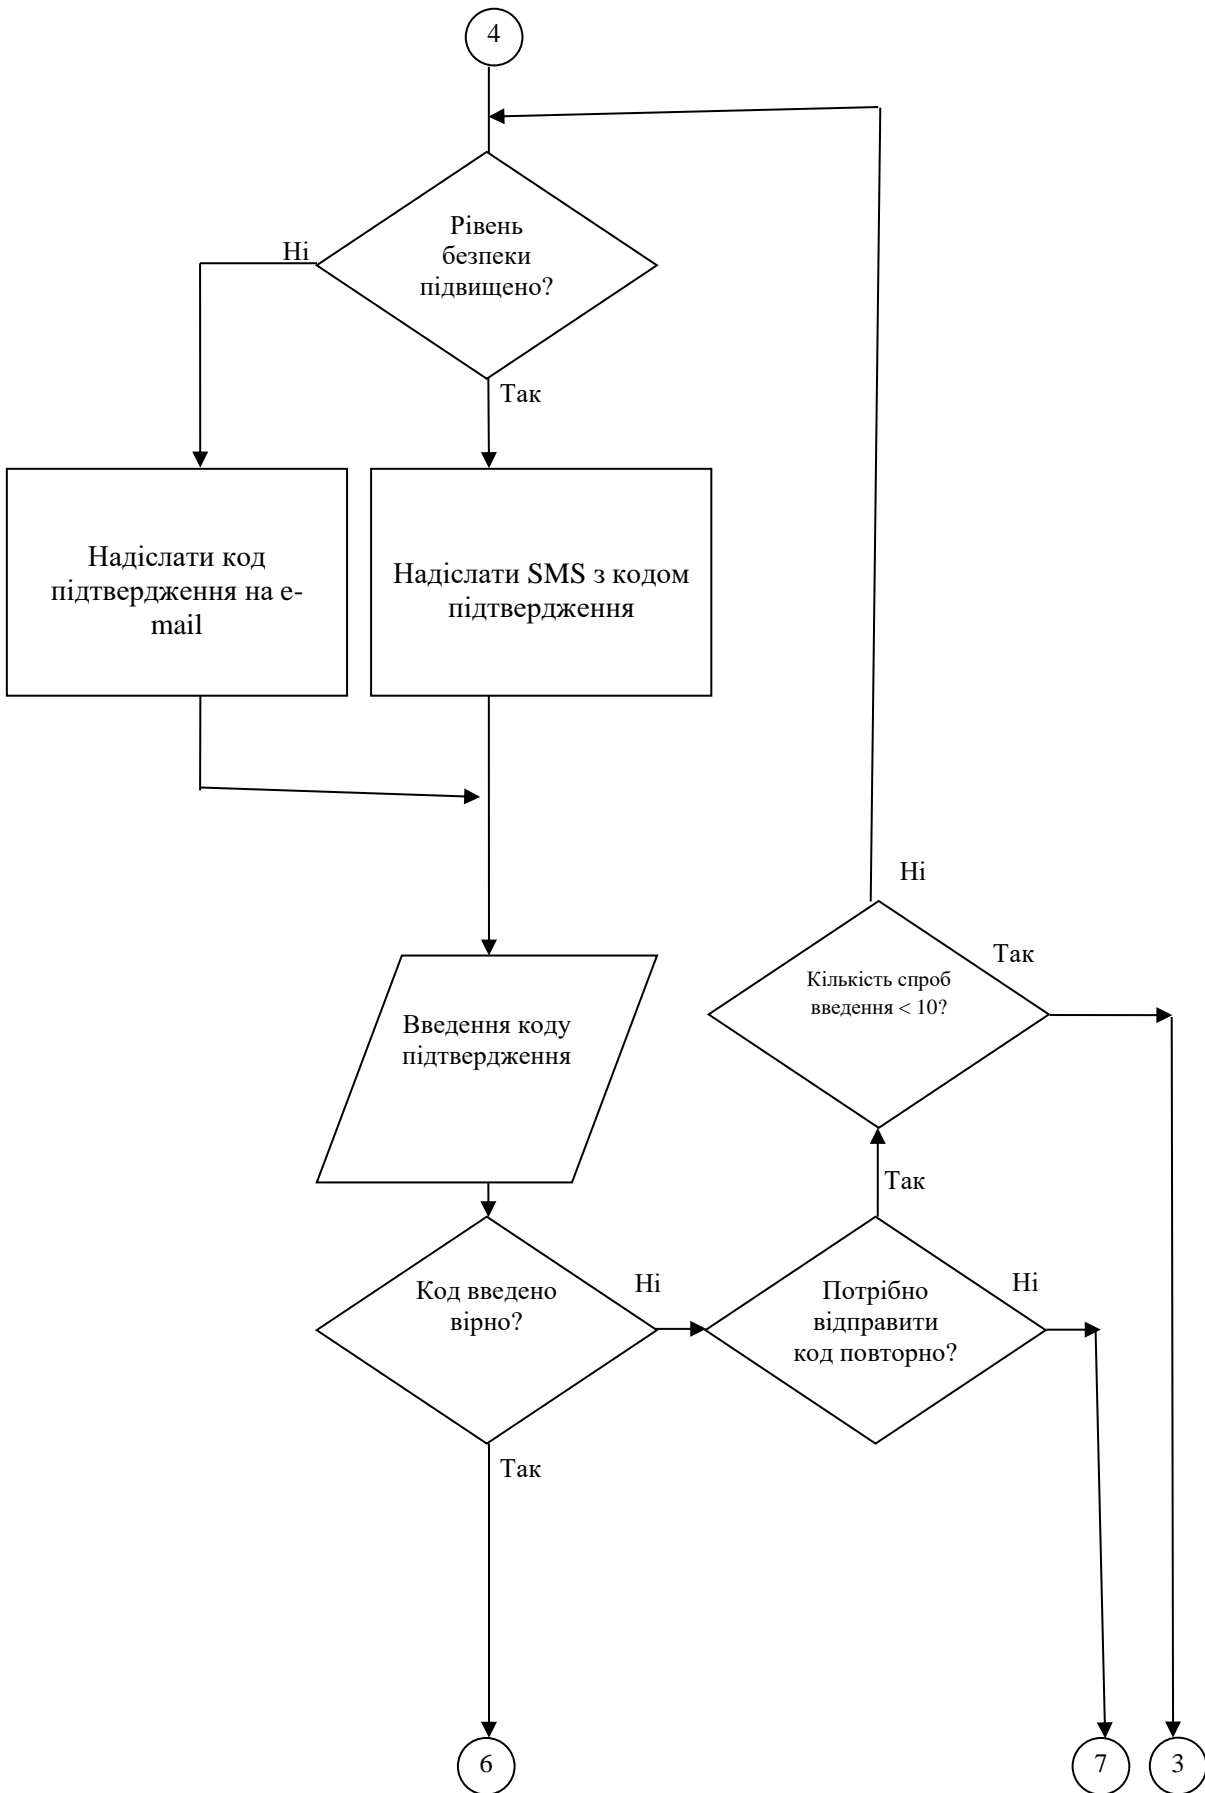 4
Рівень
безпеки
підвищено?
Ні
Так
Надіслати код
підтвердження на e-
mail
Надіслати SMS з кодом
підтвердження
Ні
Так
Кількість спроб
введення < 10?
Введення коду
підтвердження
Так
Код введено
вірно?
Ні
Потрібно
відправити
код повторно?
Ні
Так
6
7
3